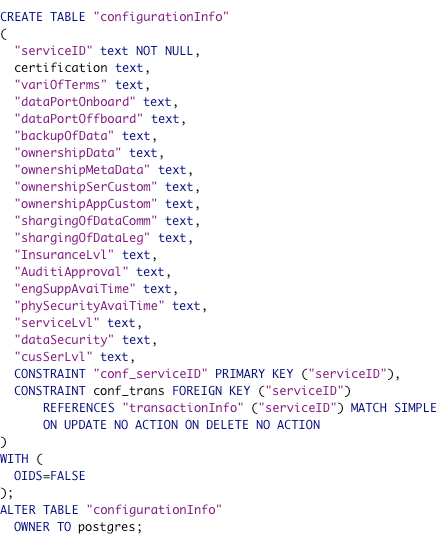 CREATE TABLE "configurationInfo"
(
  "serviceID" text NOT NULL,
  certification text,
  "variOfTerms" text,
  "dataPortOnboard" text,
  "dataPortOffboard" text,
  "backupOfData" text,
  "ownershipData" text,
  "ownershipMetaData" text,
  "ownershipSerCustom" text,
  "ownershipAppCustom" text,
  "shargingOfDataComm" text,
  "shargingOfDataLeg" text,
  "InsuranceLvl" text,
  "AuditiApproval" text,
  "engSuppAvaiTime" text,
  "phySecurityAvaiTime" text,
  "serviceLvl" text,
  "dataSecurity" text,
  "cusSerLvl" text,
  CONSTRAINT "conf_serviceID" PRIMARY KEY ("serviceID"),
  CONSTRAINT conf_trans FOREIGN KEY ("serviceID")
      REFERENCES "transactionInfo" ("serviceID") MATCH SIMPLE
      ON UPDATE NO ACTION ON DELETE NO ACTION
)
WITH (
  OIDS=FALSE
);
ALTER TABLE "configurationInfo"
  OWNER TO postgres;